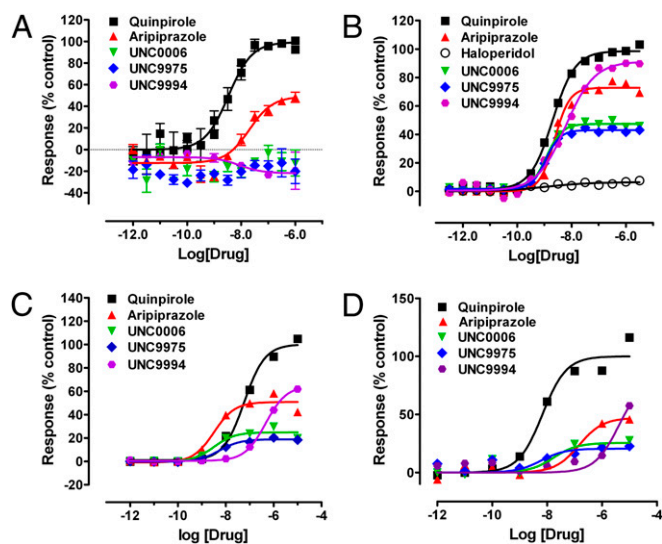 A
Response (% control)
120
100
80
60
40
20
0
-20
-40
Quinpirole
Aripiprazole
UNC0006
UNC9975
UNC9994
-12.0
-10.0
-8.0
-6.0
Log[Drug]
B
Response (% control)
120
100
80
60
40
20
0
Quinpirole
Aripiprazole
Haloperidol
UNC0006
UNC9975
UNC9994
-12.0
-10.0
-8.0
-6.0
Log[Drug]
C
Response (% control)
140
120
100
80
60
40
20
0
-20
Quinpirole
Aripiprazole
UNC0006
UNC9975
UNC9994
-12
-10
-8
-6
-4
log [Drug]
D
Response (% control)
150
100
50
0
Quinpirole
Aripiprazole
UNC0006
UNC9975
UNC9994
-12
-10
-8
-6
-4
Log [Drug]